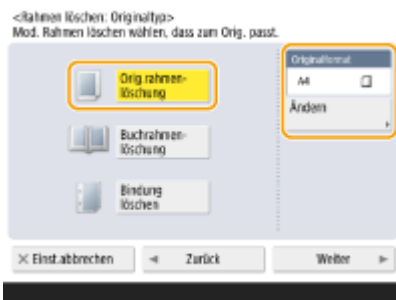 <Rahmen löschen: Originaltyp>
Mod. Rahmen löschen wählen, dass zum Orig. passt.
Originalformat
A4
Ändern
Orig.rahmen-
löschung
Buchrahmen-
löschung
Bindung
löschen
Einst.abbrechen
Zurück
Weiter